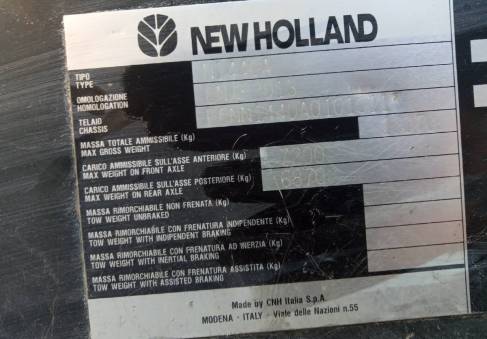 NEW HOLLAND
TIPO
TYPE
OMOLOGAZIONE
HOMOLOGATION
TELAIO
CHASSIS
MASSA TOTALE AMMISSIBILE (Kg)
MAX GROSS WEIGHT
CARICO AMMISSIBILE SULL'ASSE ANTERIORE (Kg)
MAX WEIGHT ON FRONT AXLE
CARICO AMMISSIBILE SULL'ASSE POSTERIORE (Kg)
MAX WEIGHT ON REAR AXLE
MASSA RIMORCHIABILE NON FRENATA (Kg)
TOW WEIGHT UNBRAKED
MASSA RIMORCHIABILE CON FRENATURA INDIPENDENTE (Kg)
TOW WEIGHT WITH INDIPENDENT BRAKING
MASSA RIMORCHIABILE CON FRENATURA AD INERZIA (Kg)
TOW WEIGHT WITH INERTIAL BRAKING
MASSA RIMORCHIABILE CON FRENATURA ASSISTITA (Kg)
TOW WEIGHT WITH ASSISTED BRAKING
Made by CNH Italia S.p.A.
MODENA - ITALY - Viale delle Nazioni n.55